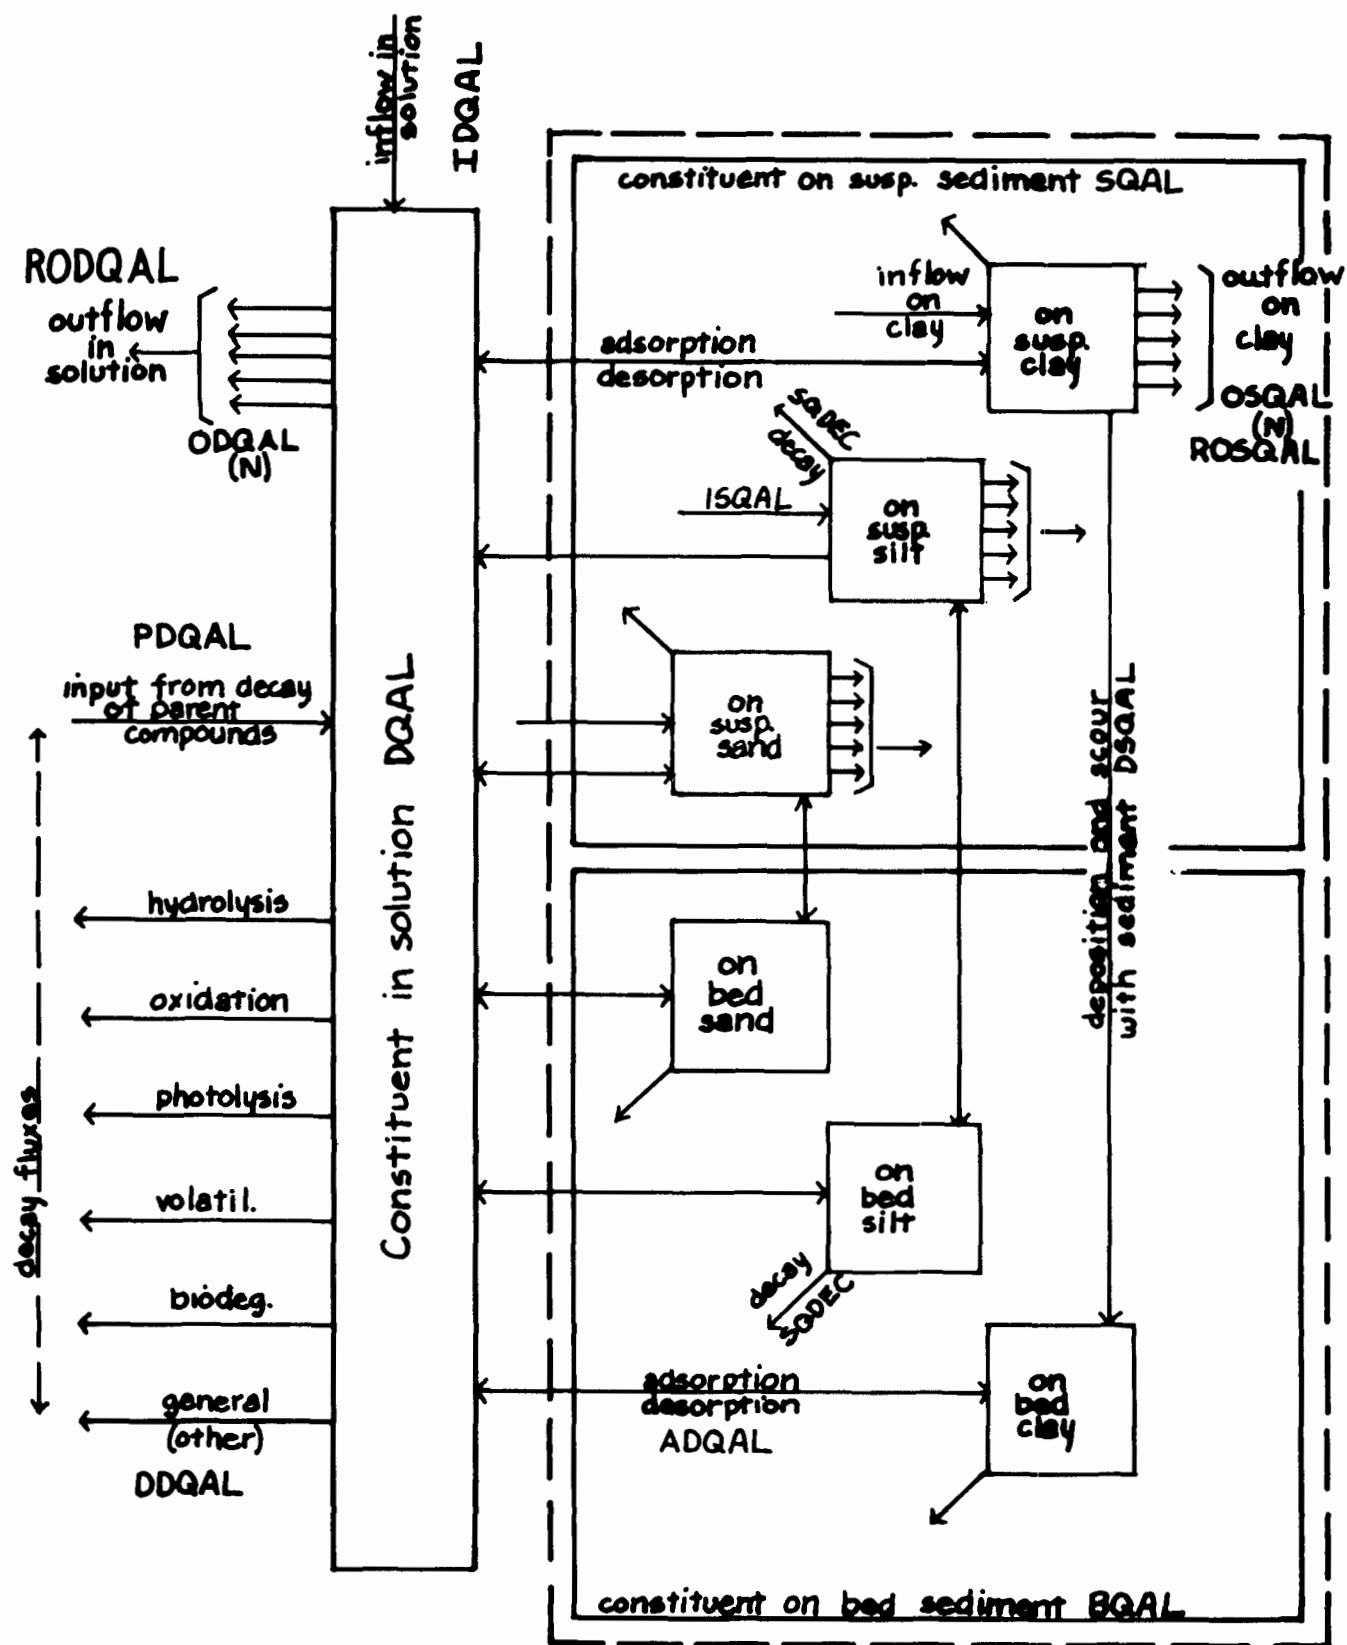 inflow in
solution
IDQAL
constituent on susp. sediment SQAL
RODQAL
outflow
in
solution
ODQAL
(N)
inflow
on
clay
on
susp.
clay
outflow
on
clay
OSQAL
(N)
ROSQAL
adsorption
desorption
SQDEC
decay
ISQAL
on
susp.
silt
PDQAL
input from decay
of parent
compounds
on
susp.
sand
Constituent in solution DQAL
deposition and scour
with sediment DSQAL
decay fluxes
hydrolysis
oxidation
photolysis
volatil.
biodeg.
general
(other)
DDQAL
on
bed
sand
on
bed
silt
decay
SQDEC
adsorption
desorption
ADQAL
on
bed
clay
constituent on bed sediment BQAL